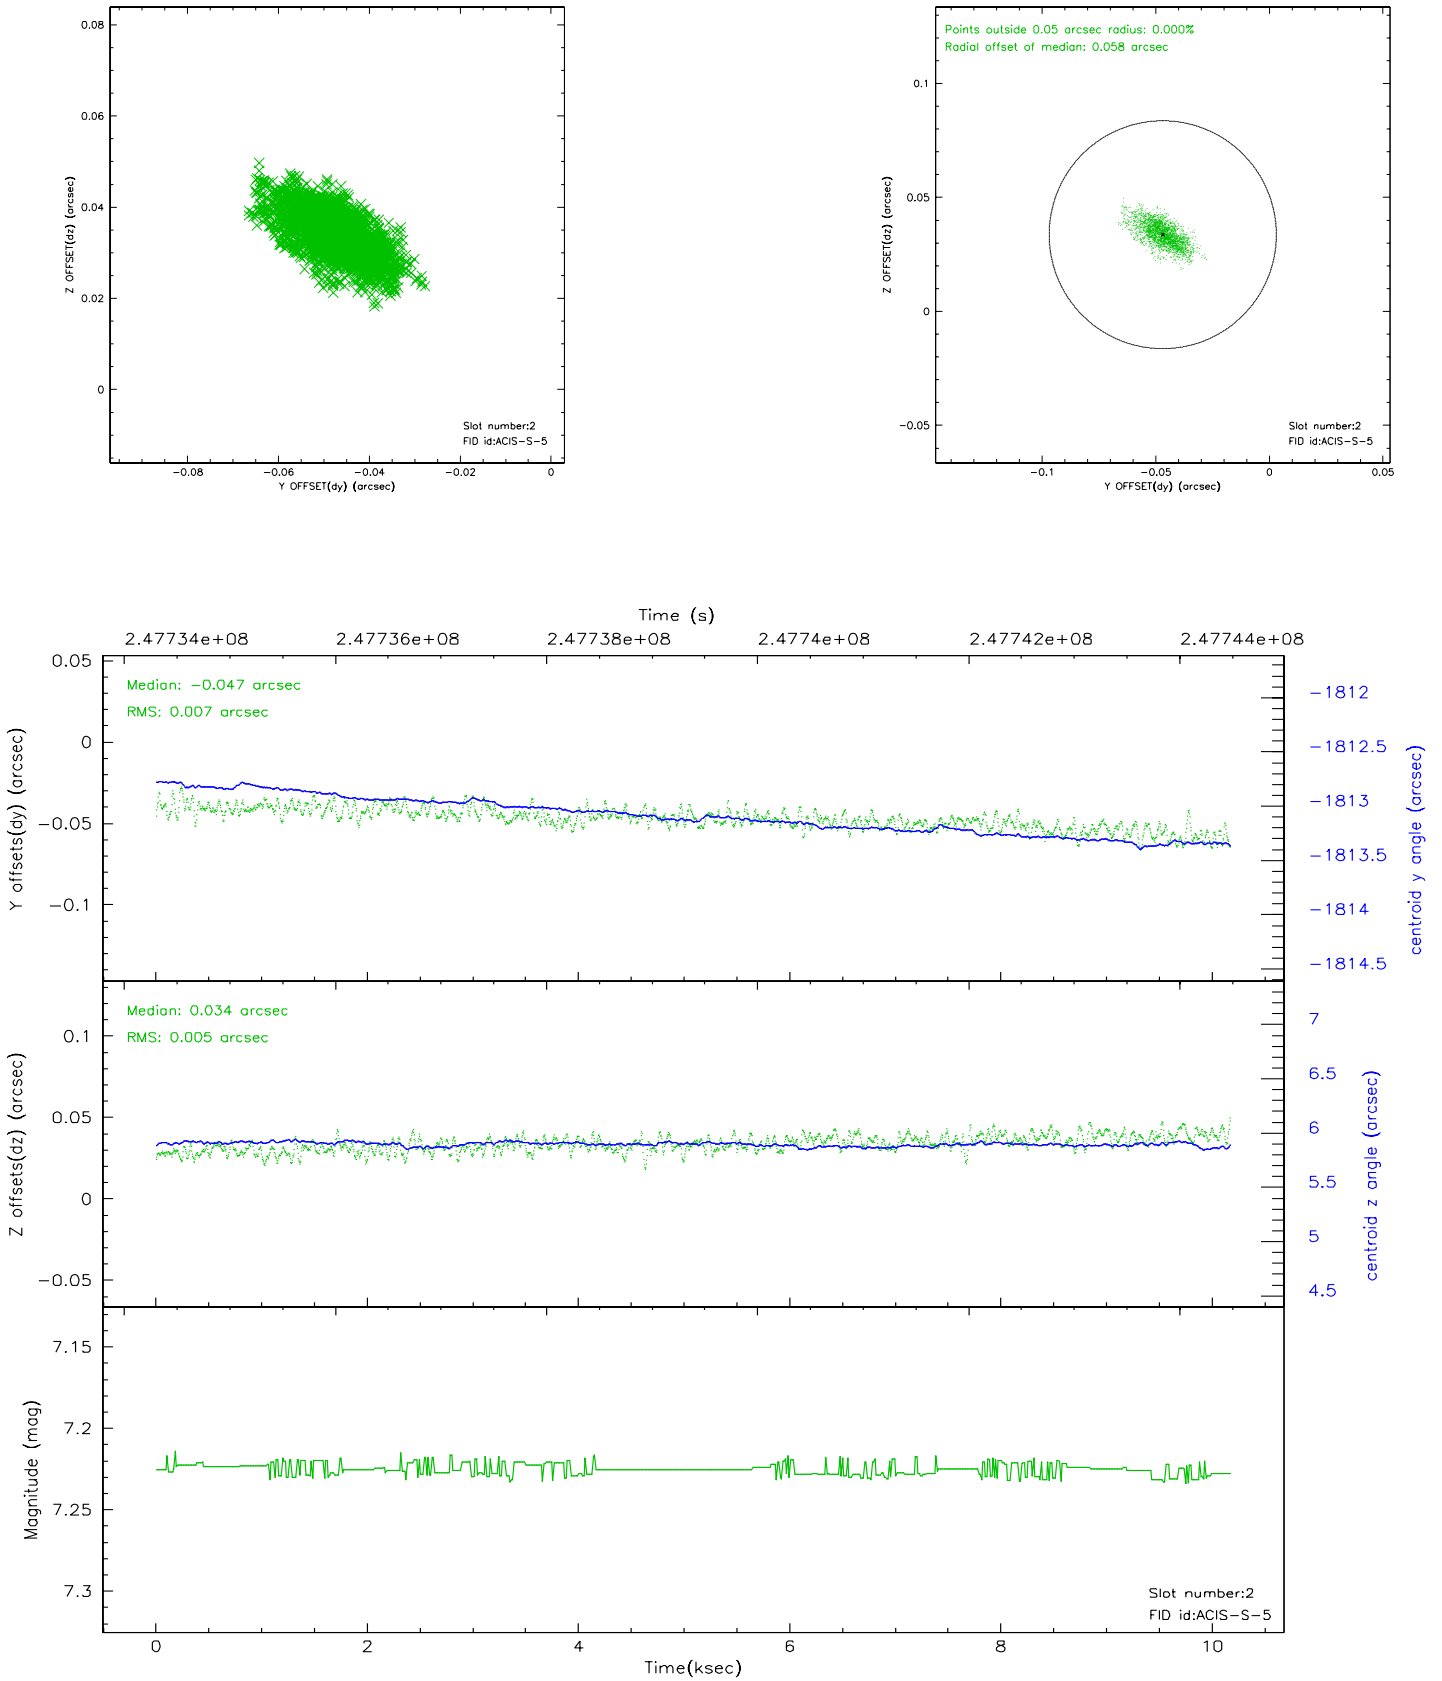 0.08
0.06
0.04
0.02
0
Z OFFSET(dz) (arcsec)
Slot number:2
FID id:ACIS-S-5
-0.08
-0.06
-0.04
-0.02
0
Y OFFSET(dy) (arcsec)
Points outside 0.05 arcsec radius: 0.000%
Radial offset of median: 0.058 arcsec
0.1
0.05
0
-0.05
Z OFFSET(dz) (arcsec)
Slot number:2
FID id:ACIS-S-5
-0.1
-0.05
0
0.05
Y OFFSET(dy) (arcsec)
Time (s)
2.47734e+08
2.47736e+08
2.47738e+08
2.4774e+08
2.47742e+08
2.47744e+08
Median: -0.047 arcsec
RMS: 0.007 arcsec
0.05
0
-0.05
-0.1
Y offsets(dy) (arcsec)
-1812
-1812.5
-1813
-1813.5
-1814
-1814.5
centroid y angle (arcsec)
Median: 0.034 arcsec
RMS: 0.005 arcsec
0.1
0.05
0
-0.05
Z offsets(dz) (arcsec)
7
6.5
6
5.5
5
4.5
centroid z angle (arcsec)
7.15
7.2
7.25
7.3
Magnitude (mag)
Slot number:2
FID id:ACIS-S-5
0
2
4
6
8
10
Time(ksec)